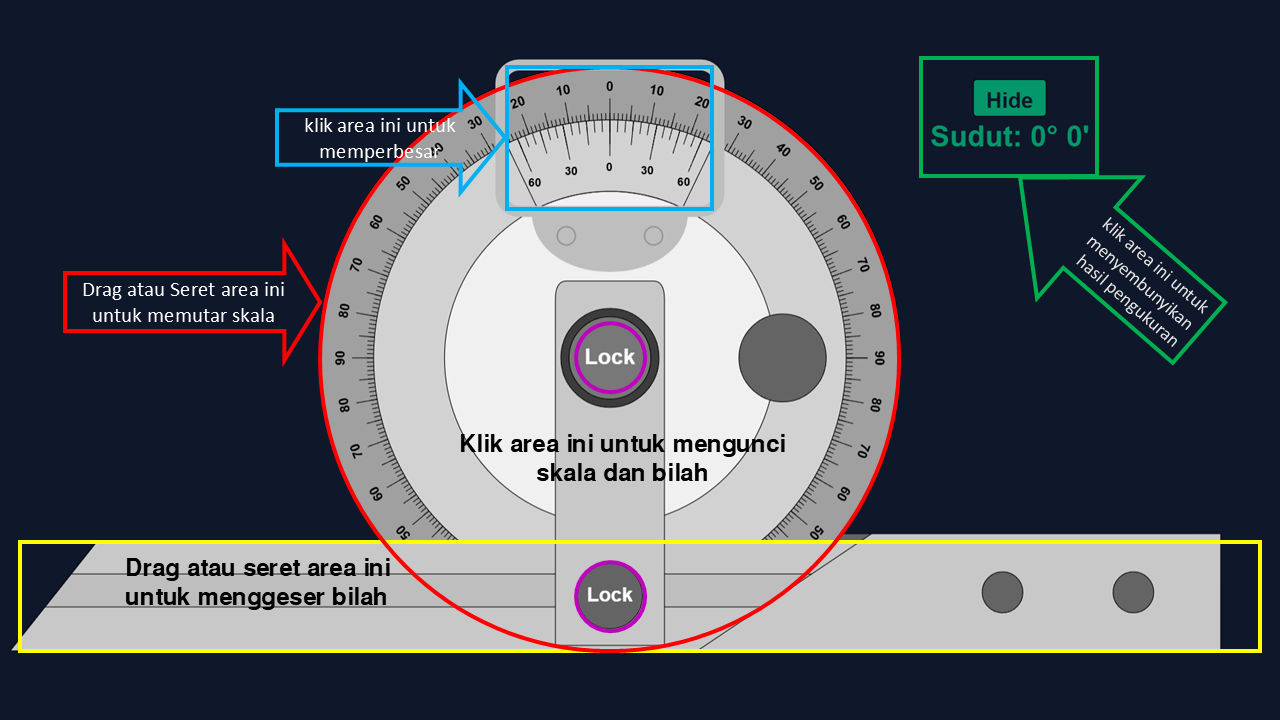 klik area ini untuk
memperbesar
Drag atau Seret area ini
untuk memutar skala
Hide
Sudut: 0° 0'
klik area ini untuk
menyembunyikan
hasil pengukuran
30
20
10
0
10
20
30
40
50
60
70
80
90
80
70
60
50
50
60
70
80
90
80
70
60
50
60
30
0
30
60
Lock
Klik area ini untuk mengunci
skala dan bilah
Drag atau seret area ini
untuk menggeser bilah
Lock